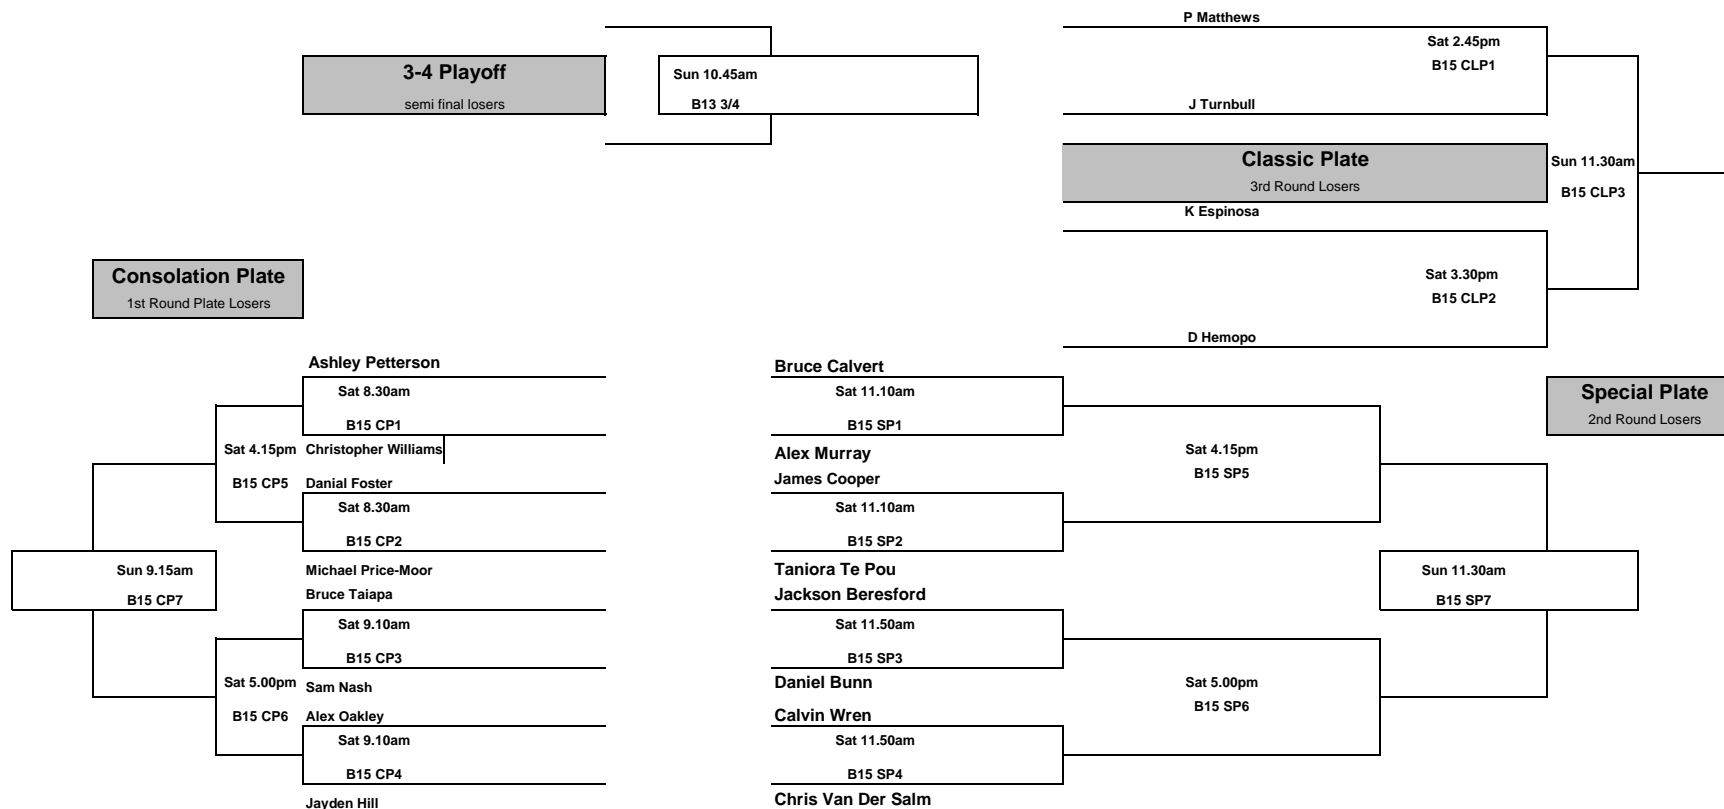 P Matthews
Sat 2.45pm
B15 CLP1
3-4 Playoff
semi final losers
Sun 10.45am
B13 3/4
J Turnbull
Classic Plate
3rd Round Losers
Sun 11.30am
B15 CLP3
K Espinosa
Consolation Plate
1st Round Plate Losers
Sat 3.30pm
B15 CLP2
D Hemopo
Ashley Petterson
Sat 8.30am
B15 CP1
Sat 4.15pm
Christopher Williams
B15 CP5
Danial Foster
Sat 8.30am
B15 CP2
Sun 9.15am
B15 CP7
Michael Price-Moor
Bruce Taiapa
Sat 9.10am
B15 CP3
Sat 5.00pm
Sam Nash
B15 CP6
Alex Oakley
Sat 9.10am
B15 CP4
Jayden Hill
Bruce Calvert
Sat 11.10am
B15 SP1
Alex Murray
James Cooper
Sat 11.10am
B15 SP2
Taniora Te Pou
Jackson Beresford
Sat 11.50am
B15 SP3
Daniel Bunn
Calvin Wren
Sat 11.50am
B15 SP4
Chris Van Der Salm
Sat 4.15pm
B15 SP5
Sat 5.00pm
B15 SP6
Special Plate
2nd Round Losers
Sun 11.30am
B15 SP7